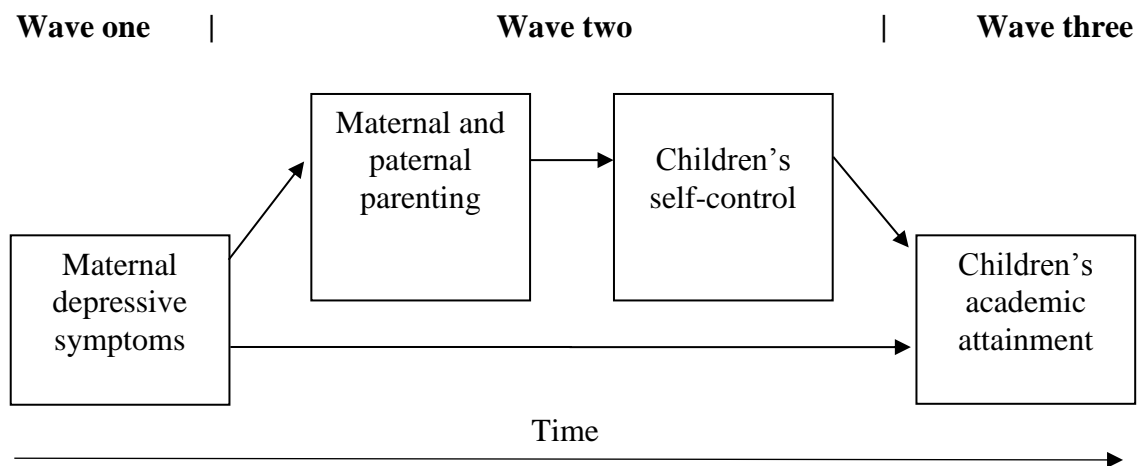 Wave one | Wave two | Wave three
Maternal and
paternal
parenting
Children’s
self-control
Maternal
depressive
symptoms
Children’s
academic
attainment
Time